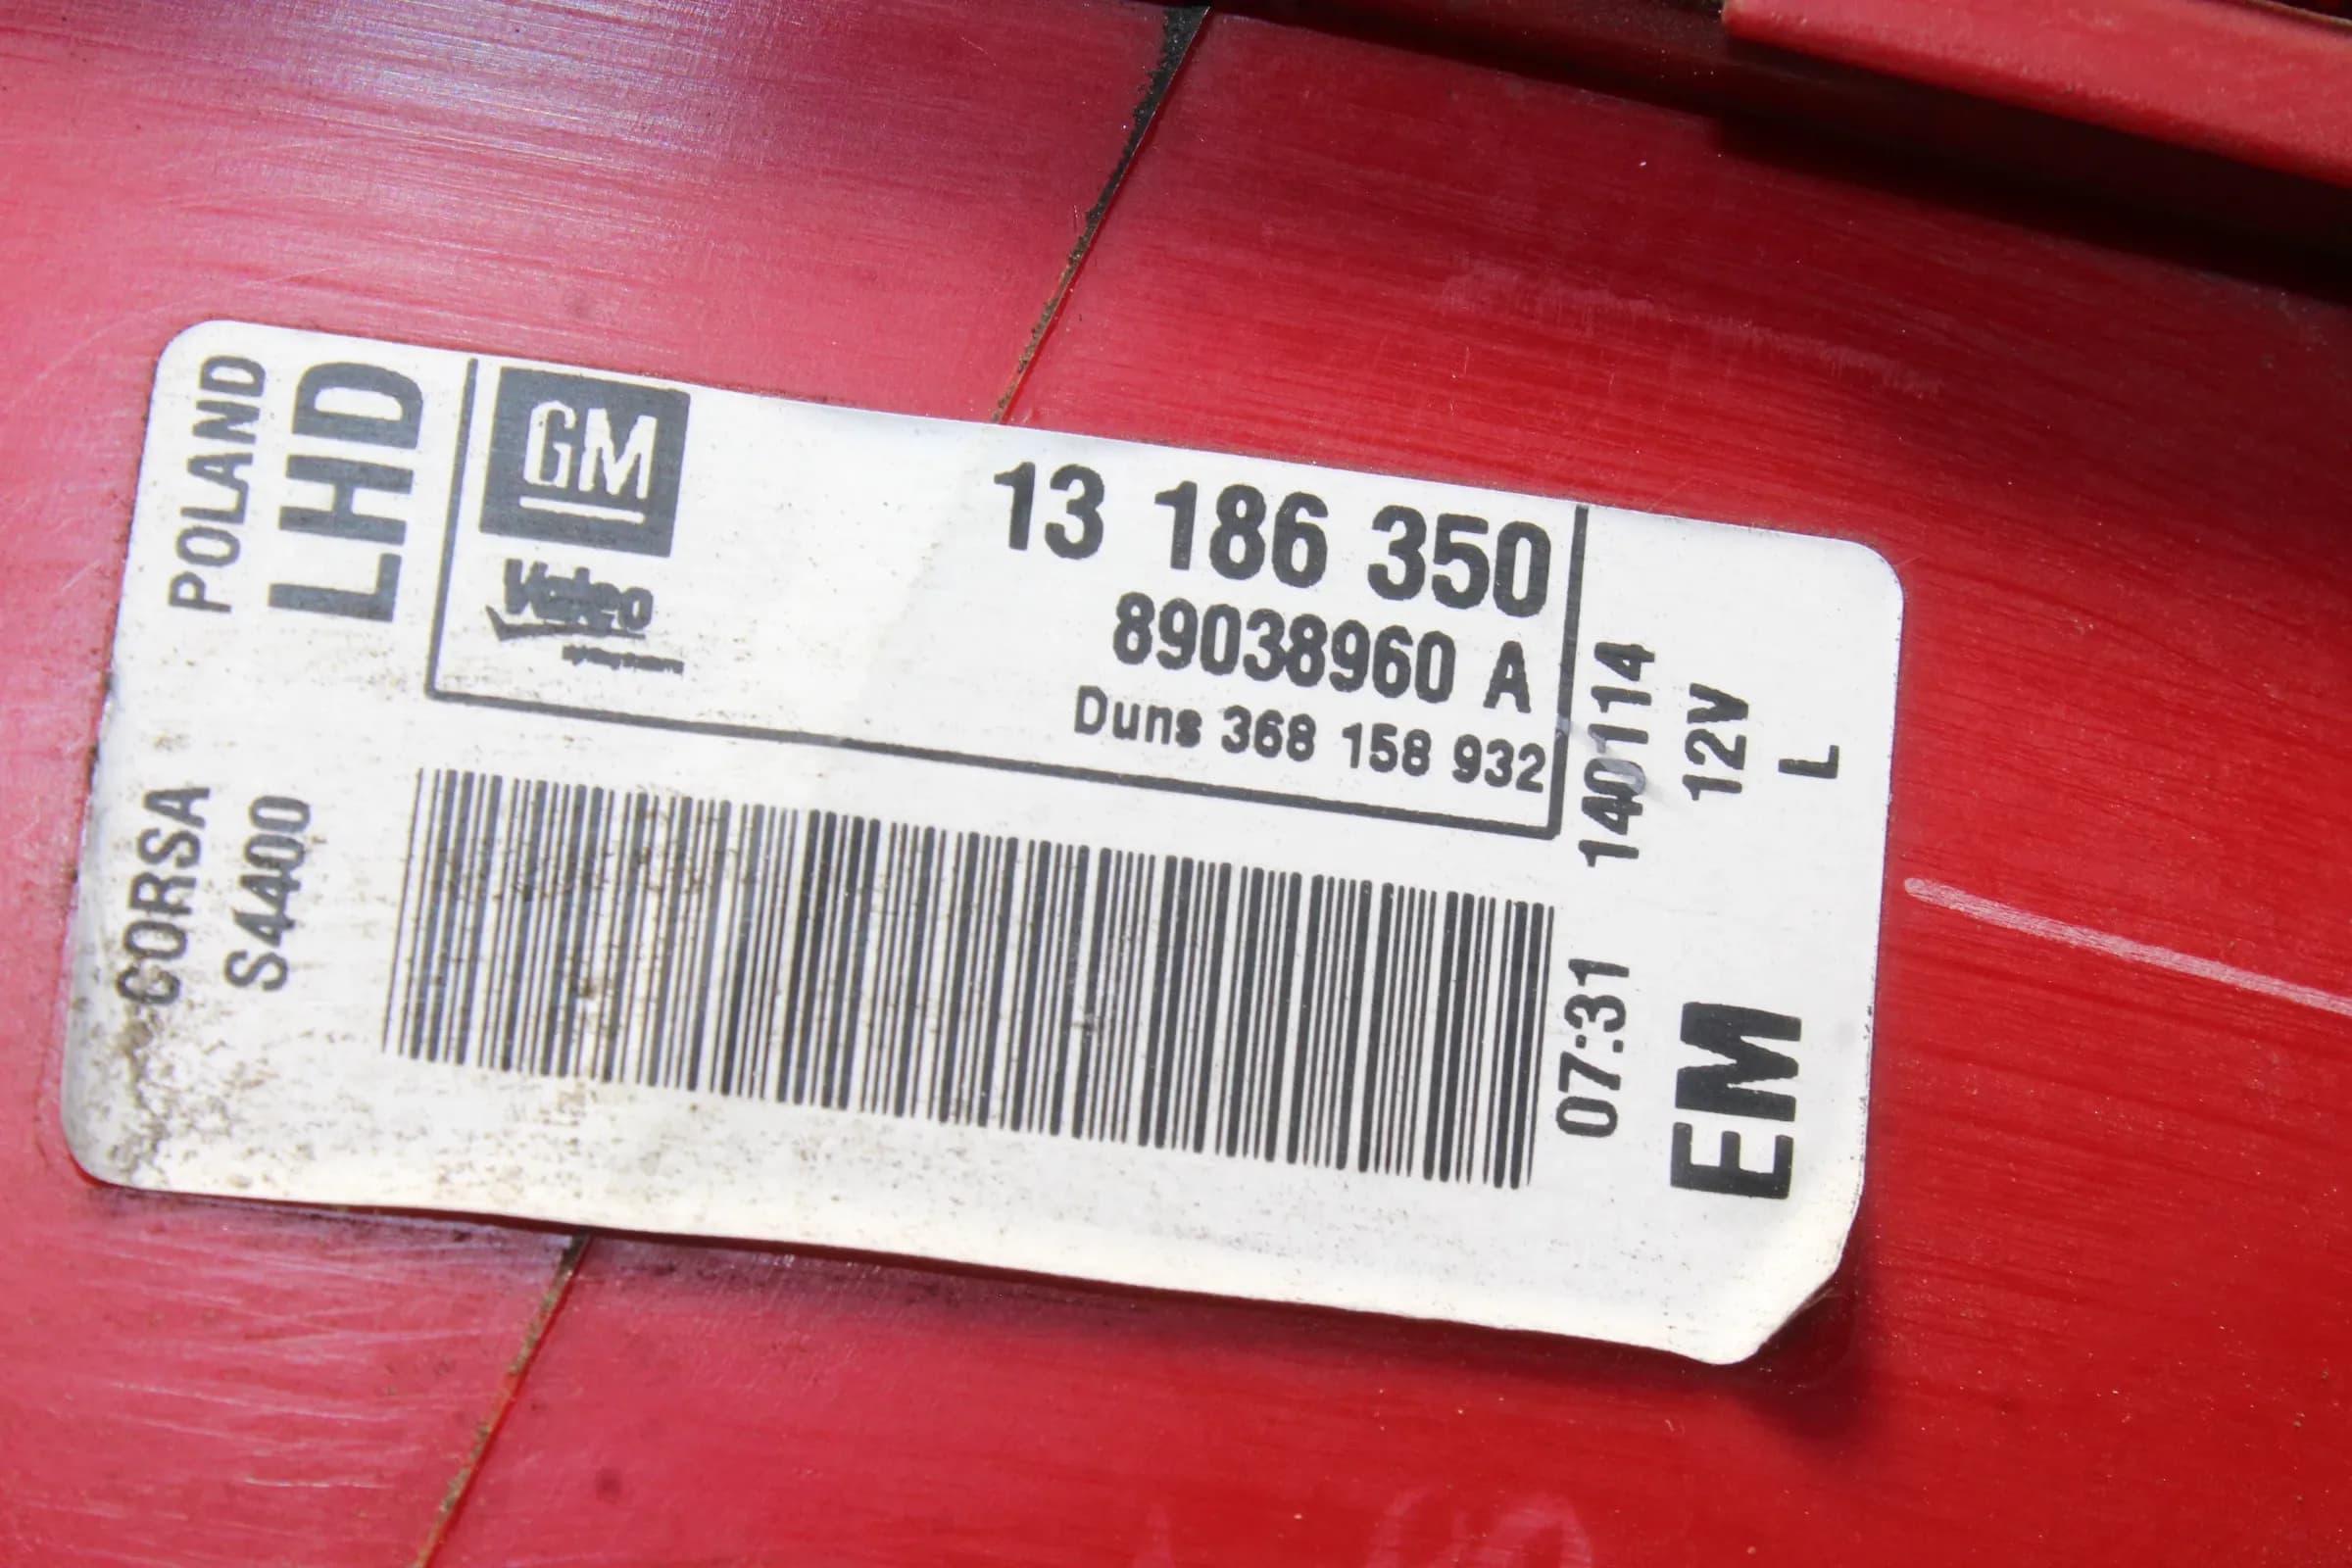 POLAND
LHD
GM
Valeo
13 186 350
89038960 A
Duns 368 158 932
140114
12V
L
CORSA
S4400
07:31
EM